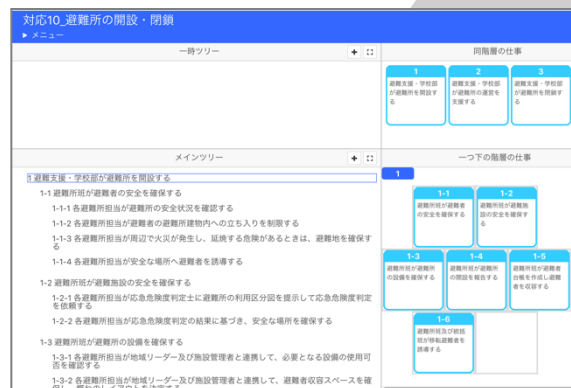 対応10_避難所の開設・閉鎖
▶ メニュー
一時ツリー
同階層の仕事
1
避難支援・学校部
が避難所を開設す
る
2
避難支援・学校部
が避難所の運営を
支援する
3
避難支援・学校部
が避難所を閉鎖す
る
メインツリー
1 避難支援・学校部が避難所を開設する
1-1 避難所班が避難者の安全を確保する
1-1-1 各避難所担当が避難所の安全状況を確認する
1-1-2 各避難所担当が避難者の避難所建物内への立ち入りを制限する
1-1-3 各避難所担当が周辺で火災が発生し、延焼する危険があるときは、避難地を確保す
る
1-1-4 各避難所担当が安全な場所へ避難者を誘導する
1-2 避難所班が避難施設の安全を確保する
1-2-1 各避難所担当が応急危険度判定士に避難所の利用区分図を提示して応急危険度判定
を依頼する
1-2-2 各避難所担当が応急危険度判定の結果に基づき、安全な場所を確保する
1-3 避難所班が避難所の設備を確保する
1-3-1 各避難所担当が地域リーダー及び施設管理者と連携して、必要となる設備の使用可
否を確認する
1-3-2 各避難所担当が地域リーダー及び施設管理者と連携して、避難者収容スペースを確
一つ下の階層の仕事
1
1-1
避難所班が避難者
の安全を確保する
1-2
避難所班が避難施
設の安全を確保す
る
1-3
避難所班が避難所
の設備を確保する
1-4
避難所班が避難所
の開設を報告する
1-5
避難所班が避難者
台帳を作成し避難
者を収容する
1-6
避難所班及び統括
班が移転避難者を
誘導する